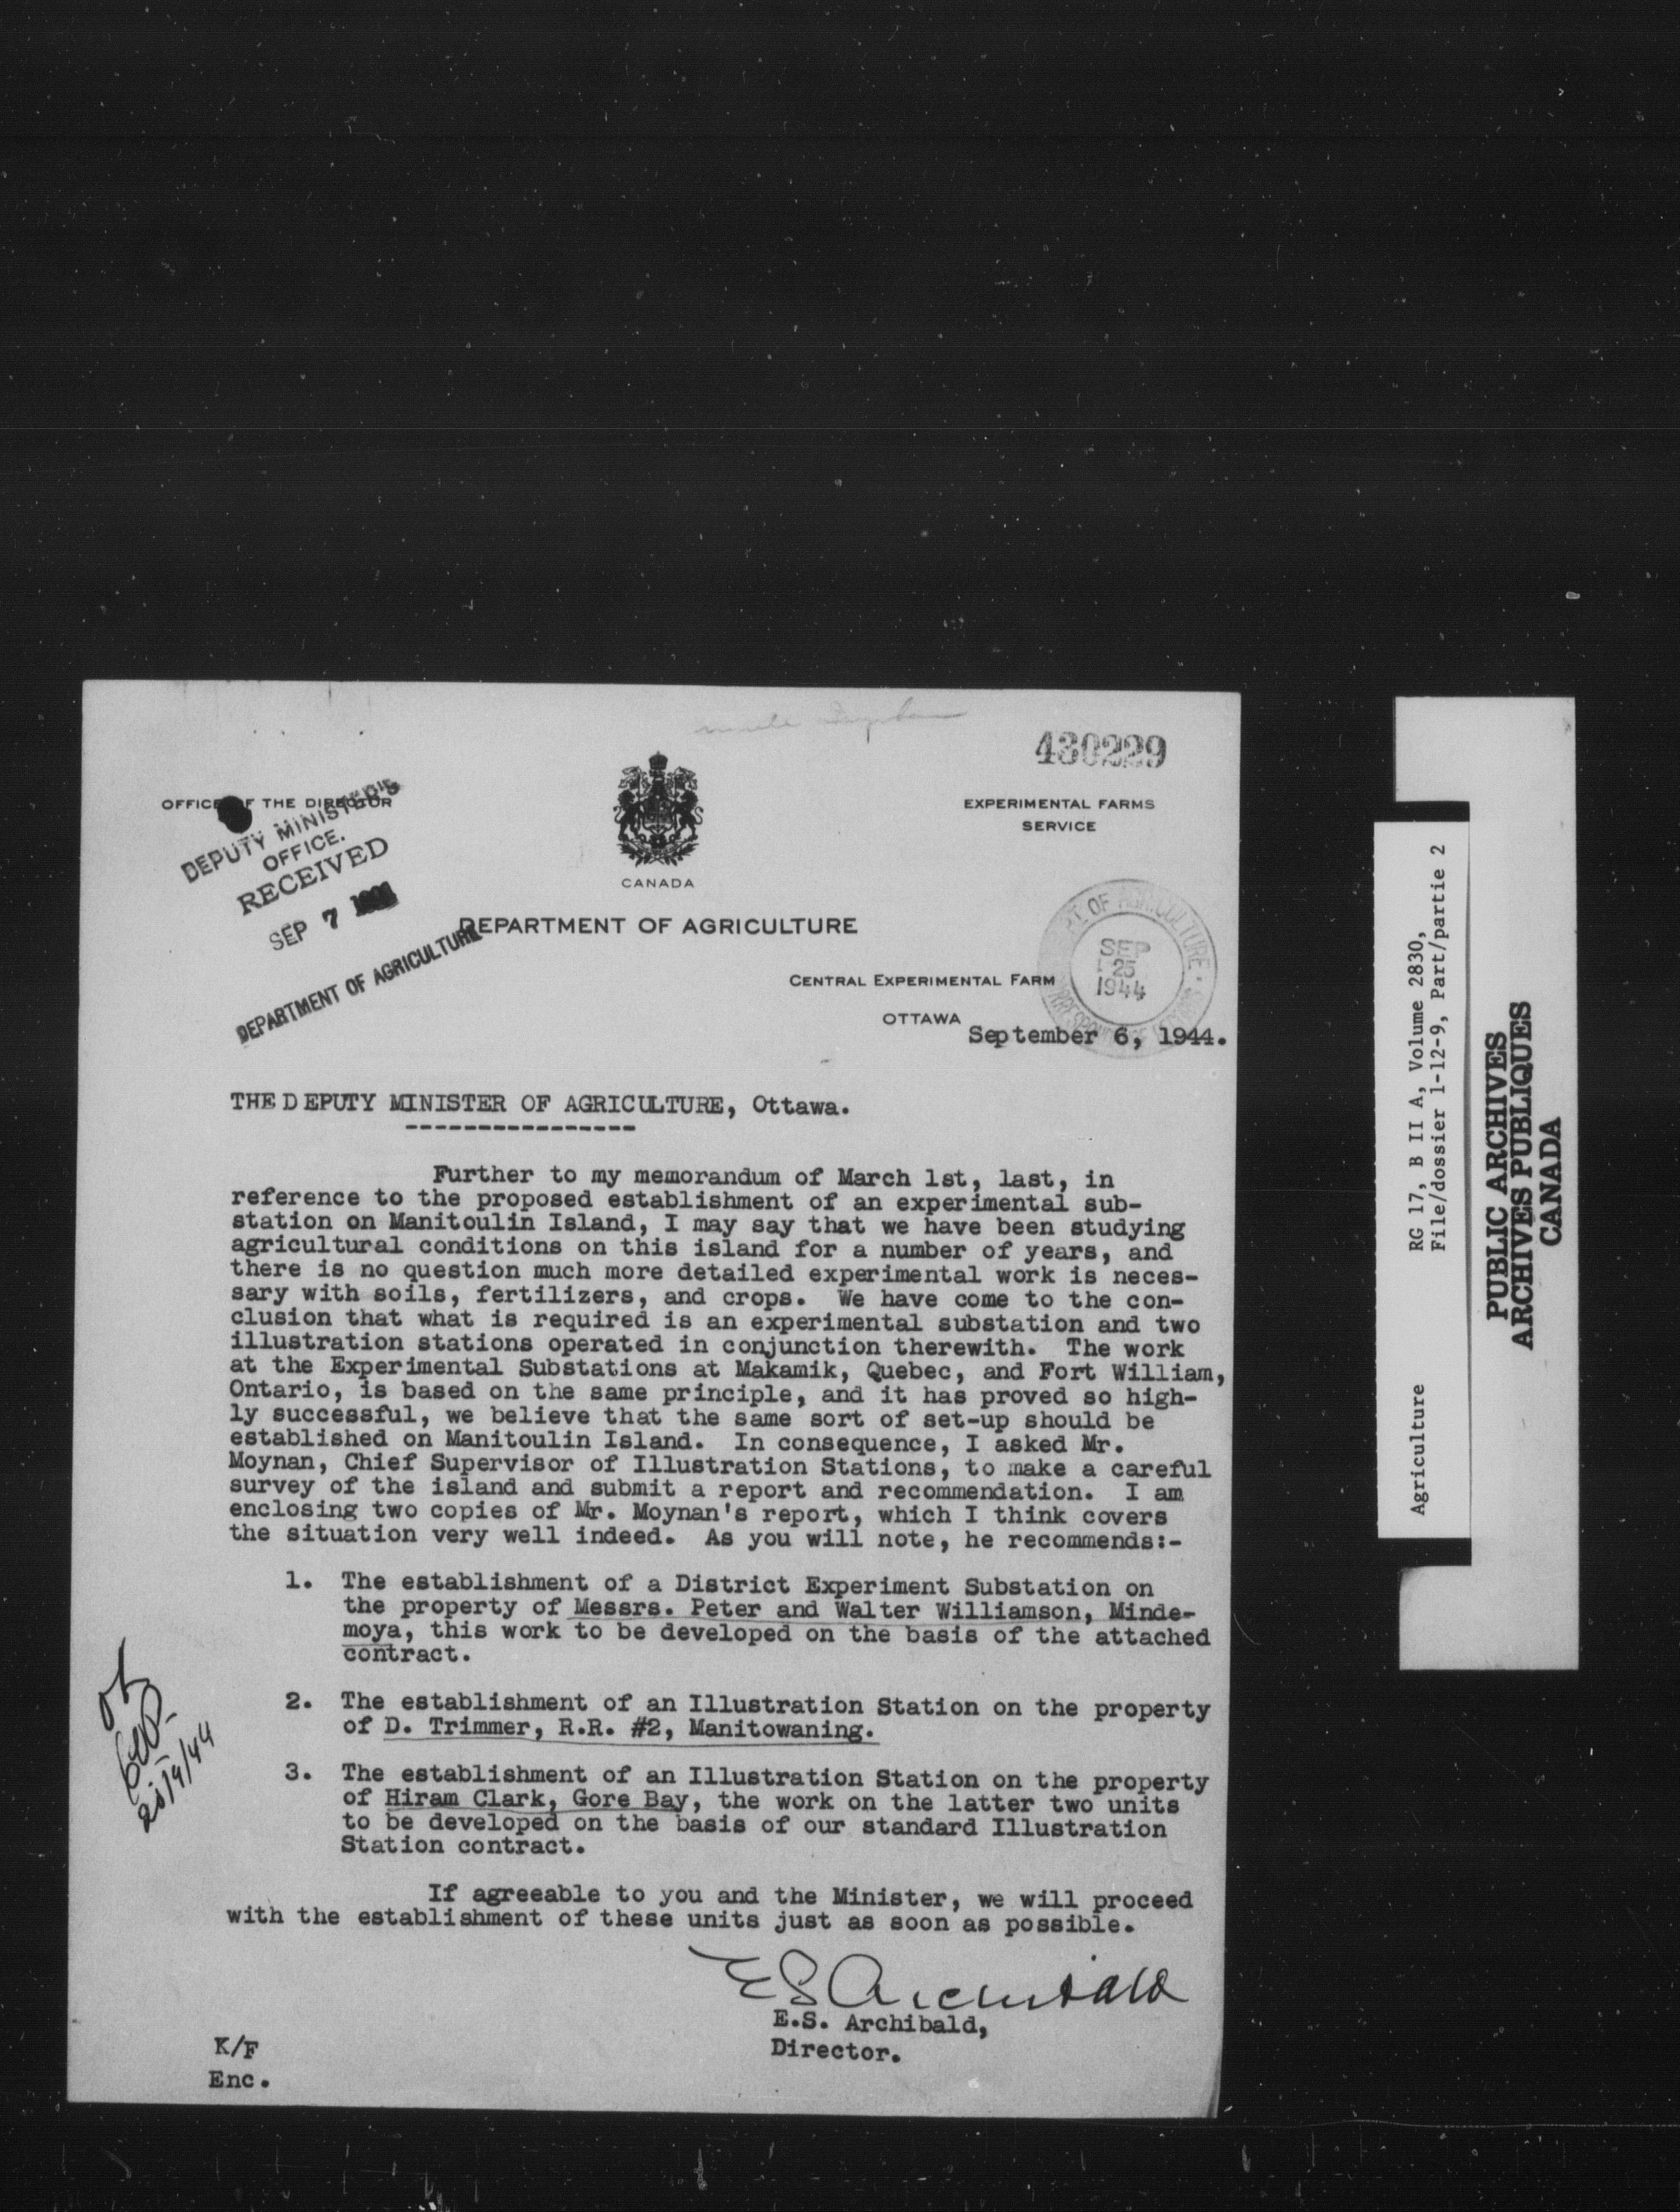 430229
OFFICE OF THE DIRECTOR
EXPERIMENTAL FARMS
SERVICE
DEPUTY MINISTER'S
OFFICE.
RECEIVED
SEP 7
DEPARTMENT OF AGRICULTURE
CANADA
DEPARTMENT OF AGRICULTURE
CENTRAL EXPERIMENTAL FARM
OTTAWA
DEPT. OF AGRICULTURE
SEP
25
1944
September 6, 1944.
THE DEPUTY MINISTER OF AGRICULTURE, Ottawa.
----------------
Further to my memorandum of March 1st, last, in
reference to the proposed establishment of an experimental sub-
station on Manitoulin Island, I may say that we have been studying
agricultural conditions on this island for a number of years, and
there is no question much more detailed experimental work is neces-
sary with soils, fertilizers, and crops. We have come to the con-
clusion that what is required is an experimental substation and two
illustration stations operated in conjunction therewith. The work
at the Experimental Substations at Makamik, Quebec, and Fort William,
Ontario, is based on the same principle, and it has proved so high-
ly successful, we believe that the same sort of set-up should be
established on Manitoulin Island. In consequence, I asked Mr.
Moynan, Chief Supervisor of Illustration Stations, to make a careful
survey of the island and submit a report and recommendation. I am
enclosing two copies of Mr. Moynan's report, which I think covers
the situation very well indeed. As you will note, he recommends:-
1. The establishment of a District Experiment Substation on
the property of Messrs. Peter and Walter Williamson, Minde-
moya, this work to be developed on the basis of the attached
contract.
2. The establishment of an Illustration Station on the property
of D. Trimmer, R.R. #2, Manitowaning.
3. The establishment of an Illustration Station on the property
of Hiram Clark, Gore Bay, the work on the latter two units
to be developed on the basis of our standard Illustration
Station contract.
If agreeable to you and the Minister, we will proceed
with the establishment of these units just as soon as possible.
ES Archibald
E.S. Archibald,
Director.
K/F
Enc.
Agriculture RG 17, B II A, Volume 2830,
File/dossier 1-12-9, Part/partie 2
PUBLIC ARCHIVES
ARCHIVES PUBLIQUES
CANADA